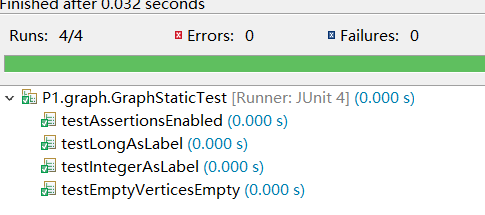 Finished after 0.032 seconds
Runs: 4/4 Errors: 0 Failures: 0
P1.graph.GraphStaticTest [Runner: JUnit 4] (0.000 s)
testAssertionsEnabled (0.000 s)
testLongAsLabel (0.000 s)
testIntegerAsLabel (0.000 s)
testEmptyVerticesEmpty (0.000 s)